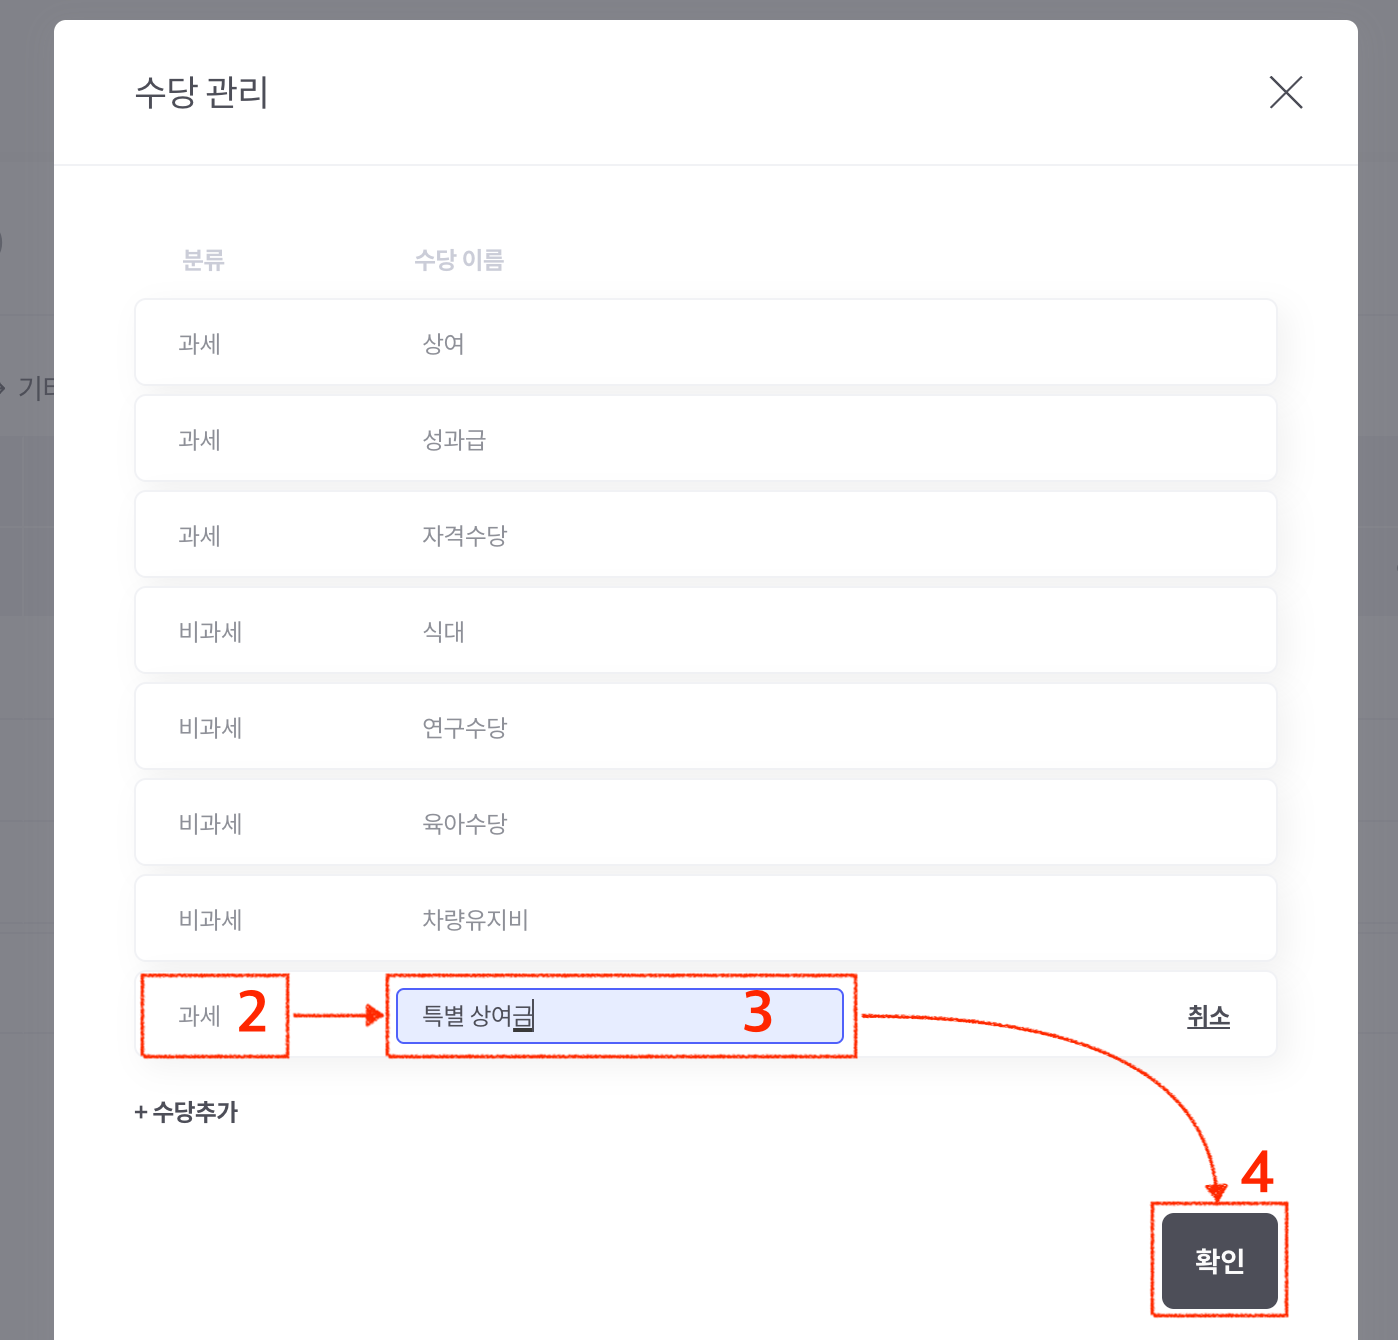 수당 관리
분류 수당 이름
과세 상여
과세 성과급
과세 자격수당
비과세 식대
기타
비과세 연구수당
비과세 육아수당
비과세 차량유지비
과세 2 특별 상여금 3 취소
+ 수당추가
4
확인